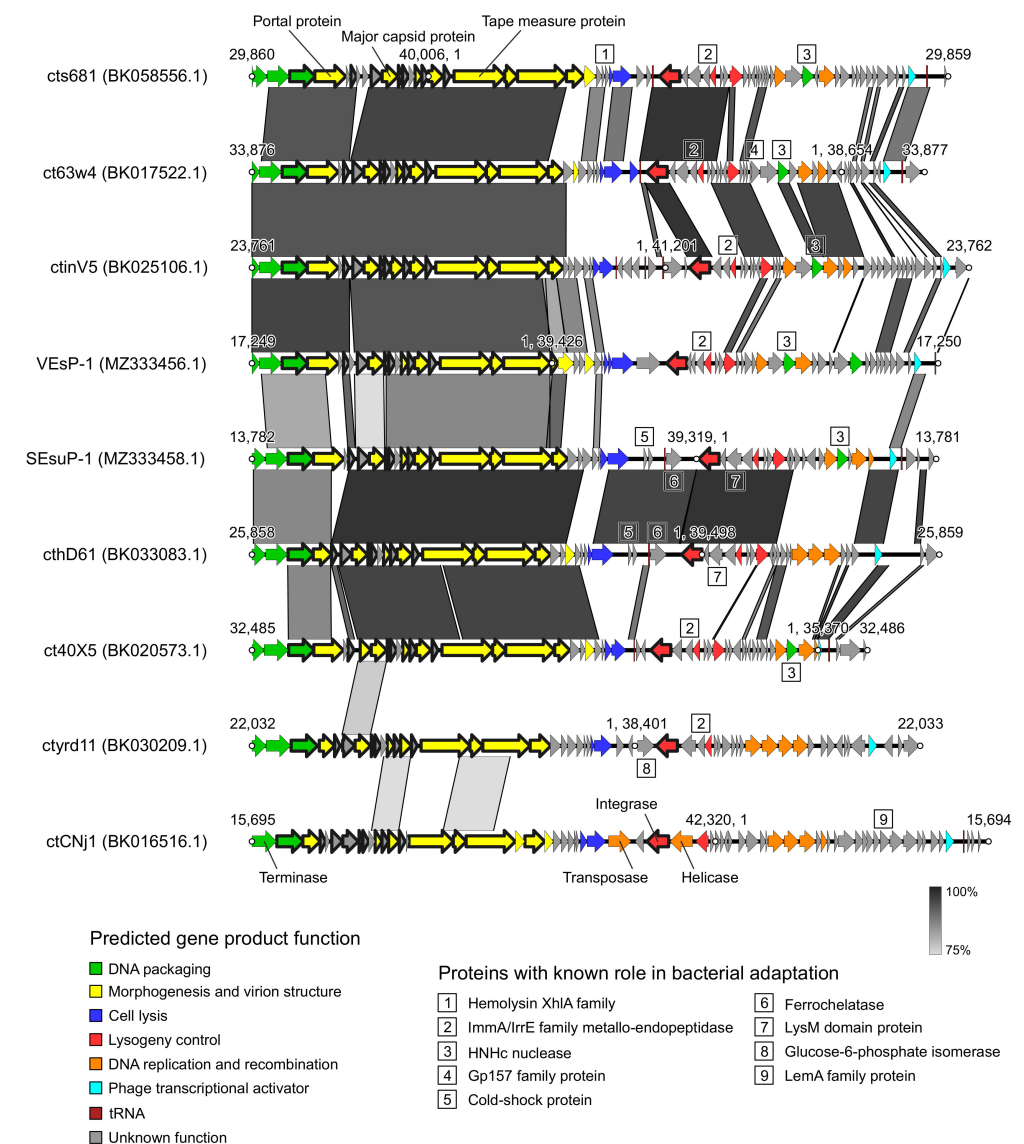 Portal protein
Tape measure protein
Major capsid protein
29,860
40,006, 1
1
2
3
29,859
cts681 (BK058556.1)
33,876
2
4
3
1, 38,654
33,877
ct63w4 (BK017522.1)
23,761
1, 41,201
2
3
23,762
ctinV5 (BK025106.1)
17,249
1, 39,426
2
3
17,250
VEsP-1 (MZ333456.1)
13,782
5
39,319, 1
3
13,781
SEsuP-1 (MZ333458.1)
6
7
25,858
5
6
1, 39,498
25,859
cthD61 (BK033083.1)
7
32,485
2
1, 35,370
32,486
ct40X5 (BK020573.1)
3
22,032
1, 38,401
2
22,033
ctyrd11 (BK030209.1)
8
Integrase
15,695
42,320, 1
9
15,694
ctCNj1 (BK016516.1)
Terminase
Transposase
Helicase
100%
75%
Predicted gene product function
DNA packaging
Morphogenesis and virion structure
Cell lysis
Lysogeny control
DNA replication and recombination
Phage transcriptional activator
tRNA
Unknown function
Proteins with known role in bacterial adaptation
1 Hemolysin XhlA family
2 ImmA/IrrE family metallo-endopeptidase
3 HNHc nuclease
4 Gp157 family protein
5 Cold-shock protein
6 Ferrochelatase
7 LysM domain protein
8 Glucose-6-phosphate isomerase
9 LemA family protein